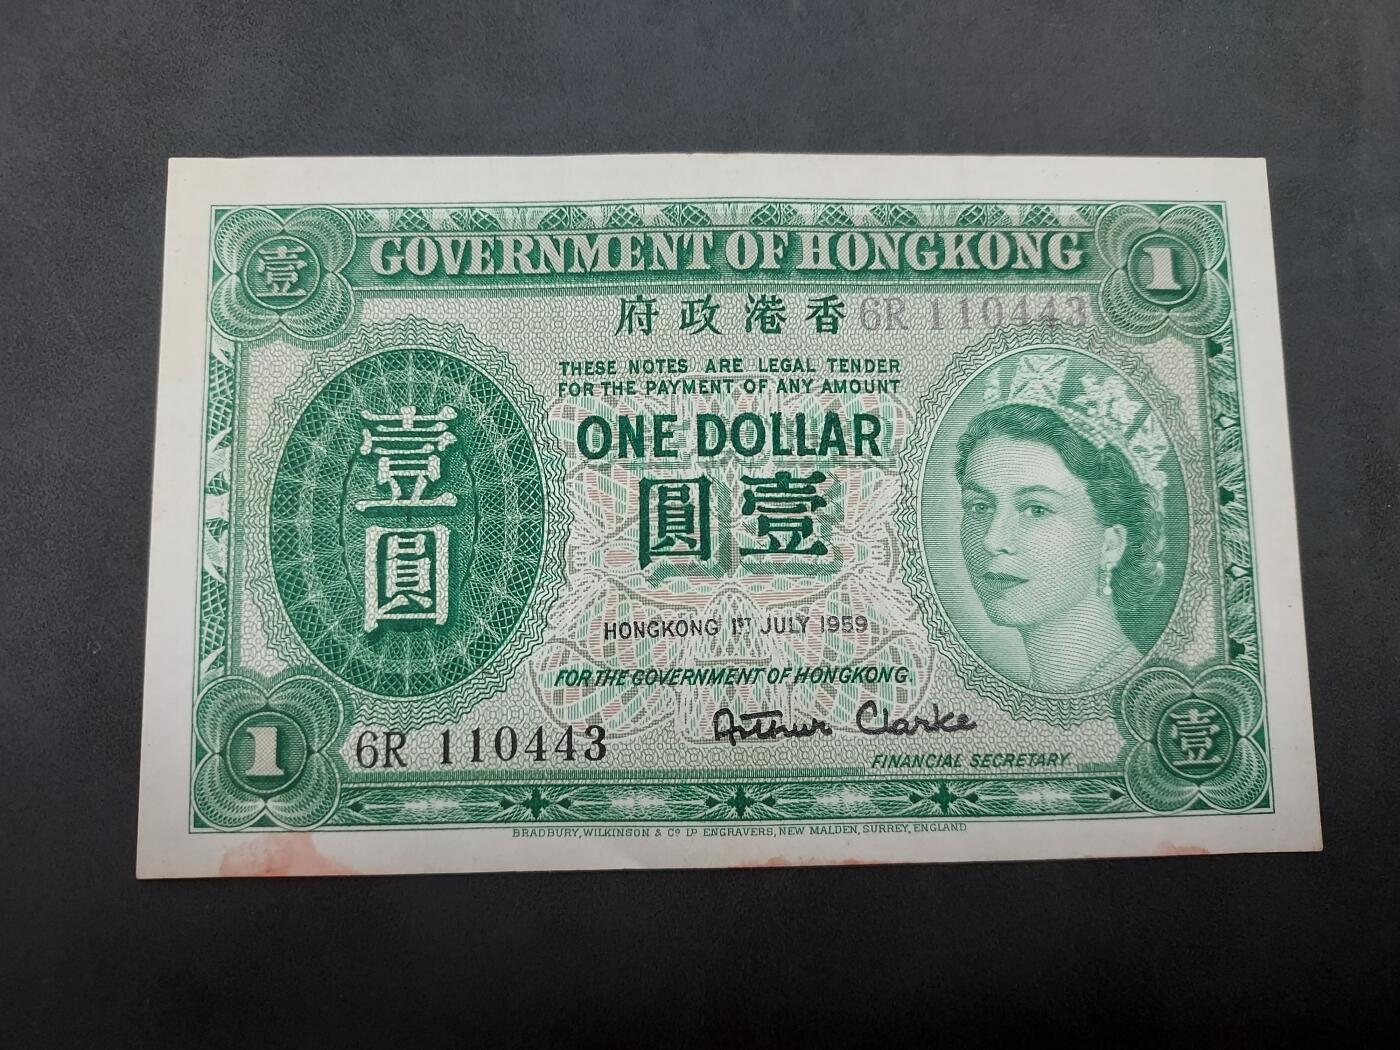 壹
GOVERNMENT OF HONGKONG
1
府政港香
6R 110443
THESE NOTES ARE LEGAL TENDER
FOR THE PAYMENT OF ANY AMOUNT
ONE DOLLAR
圓壹
壹
圓
HONGKONG 1ST JULY 1959
FOR THE GOVERNMENT OF HONGKONG.
Arthur Clarke
FINANCIAL SECRETARY
6R 110443
1
壹
BRADBURY, WILKINSON & Co LD ENGRAVERS, NEW MALDEN, SURREY, ENGLAND